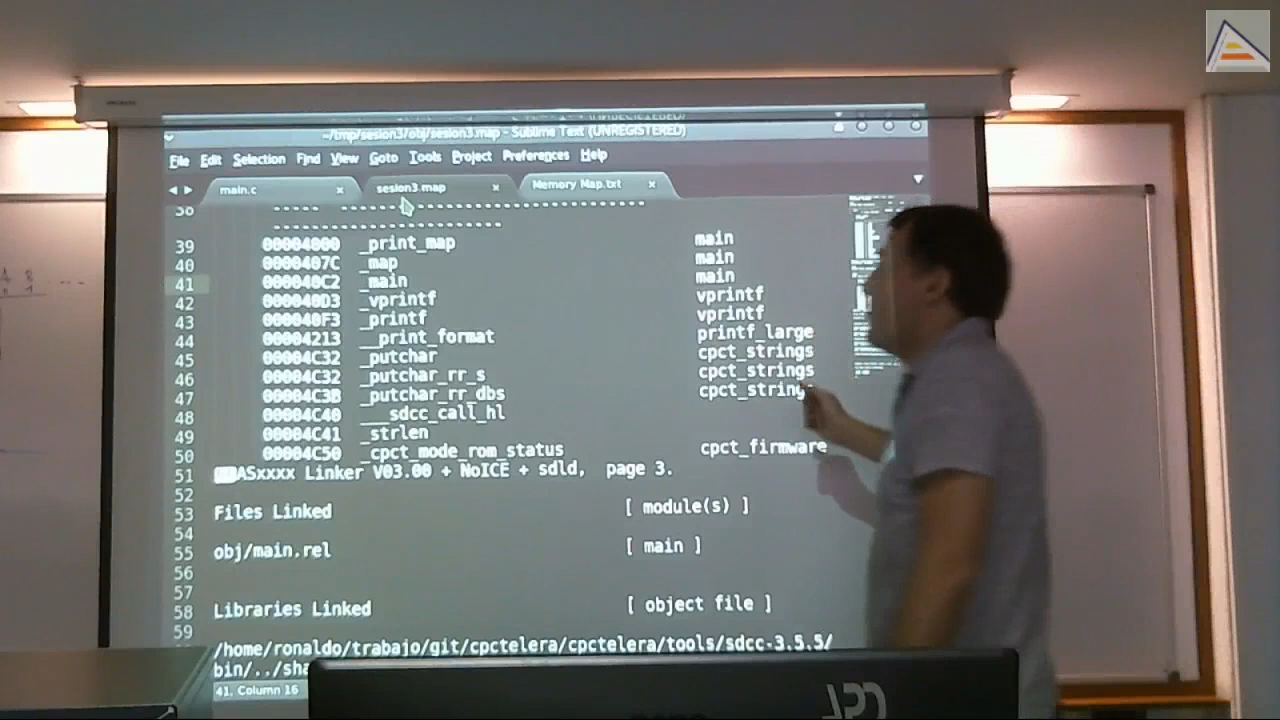 ~/tmp/sesion3/obj/sesion3.map - Sublime Text (UNREGISTERED)
File Edit Selection Find View Goto Tools Project Preferences Help
main.c × sesion3.map × Memory Map.txt ×
38 ----- --------------------------------
--------------------------
39 00004000 _print_map main
40 0000407C _map main
41 000040C2 _main main
42 000040D3 _vprintf vprintf
43 000040F3 _printf vprintf
44 00004213 __print_format printf_large
45 00004C32 _putchar cpct_strings
46 00004C32 _putchar_rr_s cpct_strings
47 00004C3B _putchar_rr_dbs cpct_strings
48 00004C40 ___sdcc_call_hl
49 00004C41 _strlen
50 00004C50 _cpct_mode_rom_status cpct_firmware
51 ASxxxx Linker V03.00 + NoICE + sdld, page 3.
52
53 Files Linked [ module(s) ]
54
55 obj/main.rel [ main ]
56
57
58 Libraries Linked [ object file ]
59
/home/ronaldo/trabajo/git/cpctelera/cpctelera/tools/sdcc-3.5.5/
bin/../sha
41, Column 16